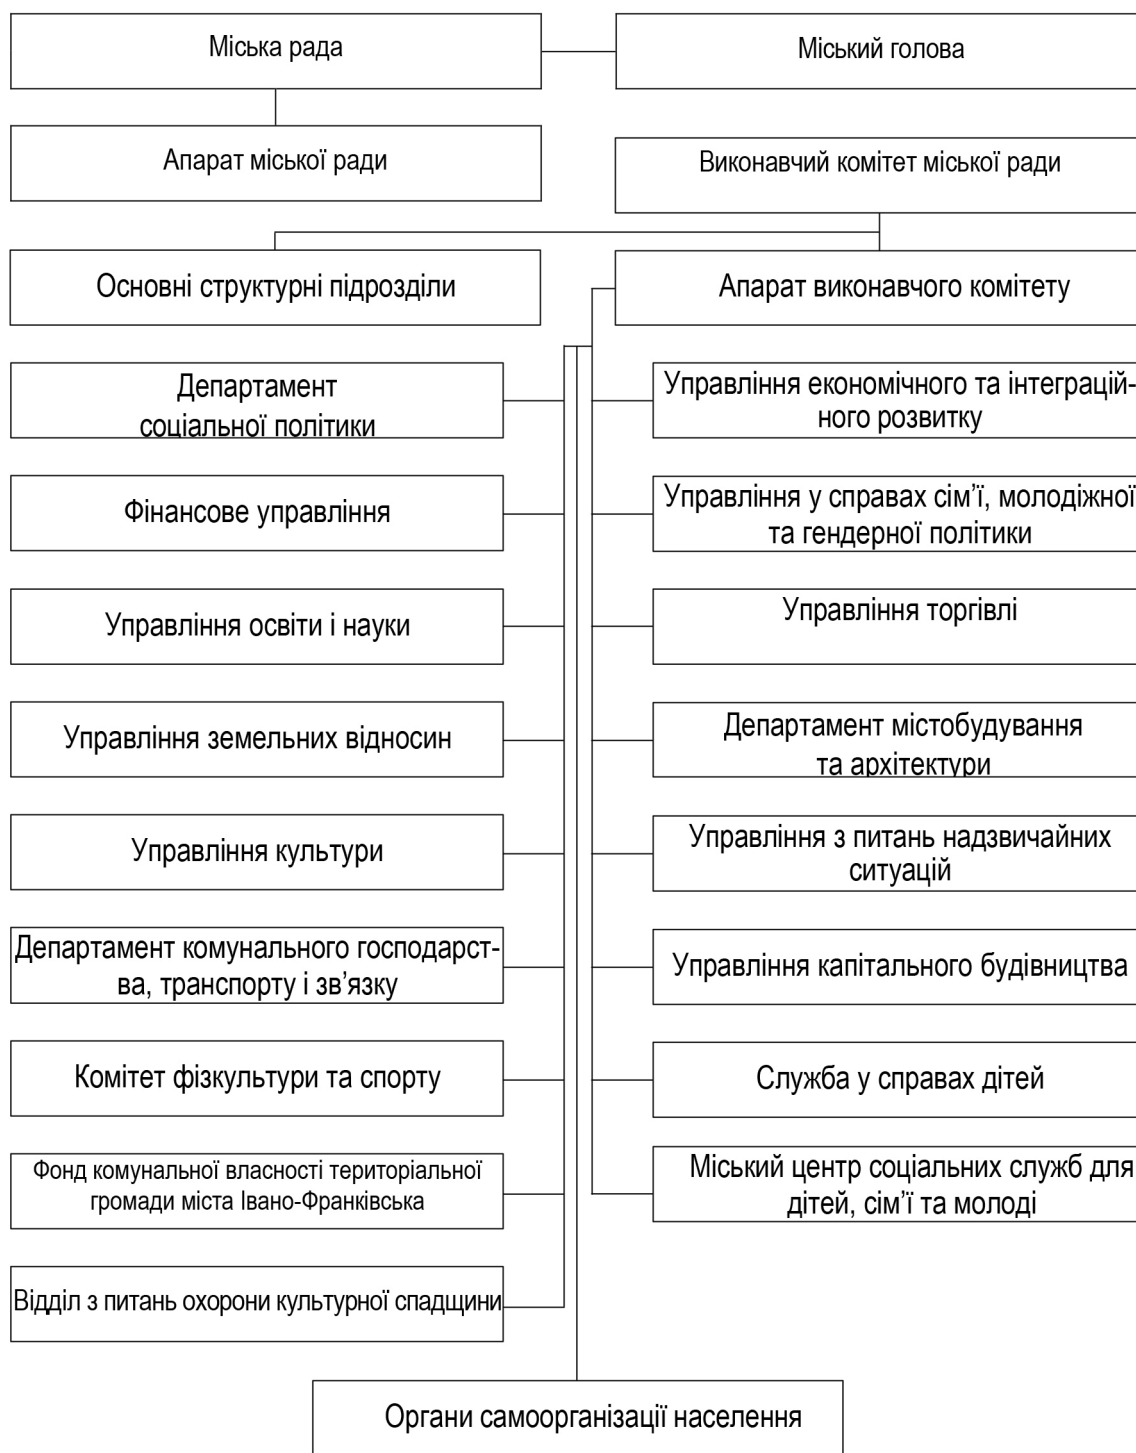 Міська рада
Міський голова
Апарат міської ради
Виконавчий комітет міської ради
Основні структурні підрозділи
Апарат виконавчого комітету
Департамент
соціальної політики
Управління економічного та інтеграцій-
ного розвитку
Фінансове управління
Управління у справах сім’ї, молодіжної
та гендерної політики
Управління освіти і науки
Управління торгівлі
Управління земельних відносин
Департамент містобудування
та архітектури
Управління культури
Управління з питань надзвичайних
ситуацій
Департамент комунального господарст-
ва, транспорту і зв’язку
Управління капітального будівництва
Комітет фізкультури та спорту
Служба у справах дітей
Фонд комунальної власності територіальної
громади міста Івано-Франківська
Міський центр соціальних служб для
дітей, сім’ї та молоді
Відділ з питань охорони культурної спадщини
Органи самоорганізації населення